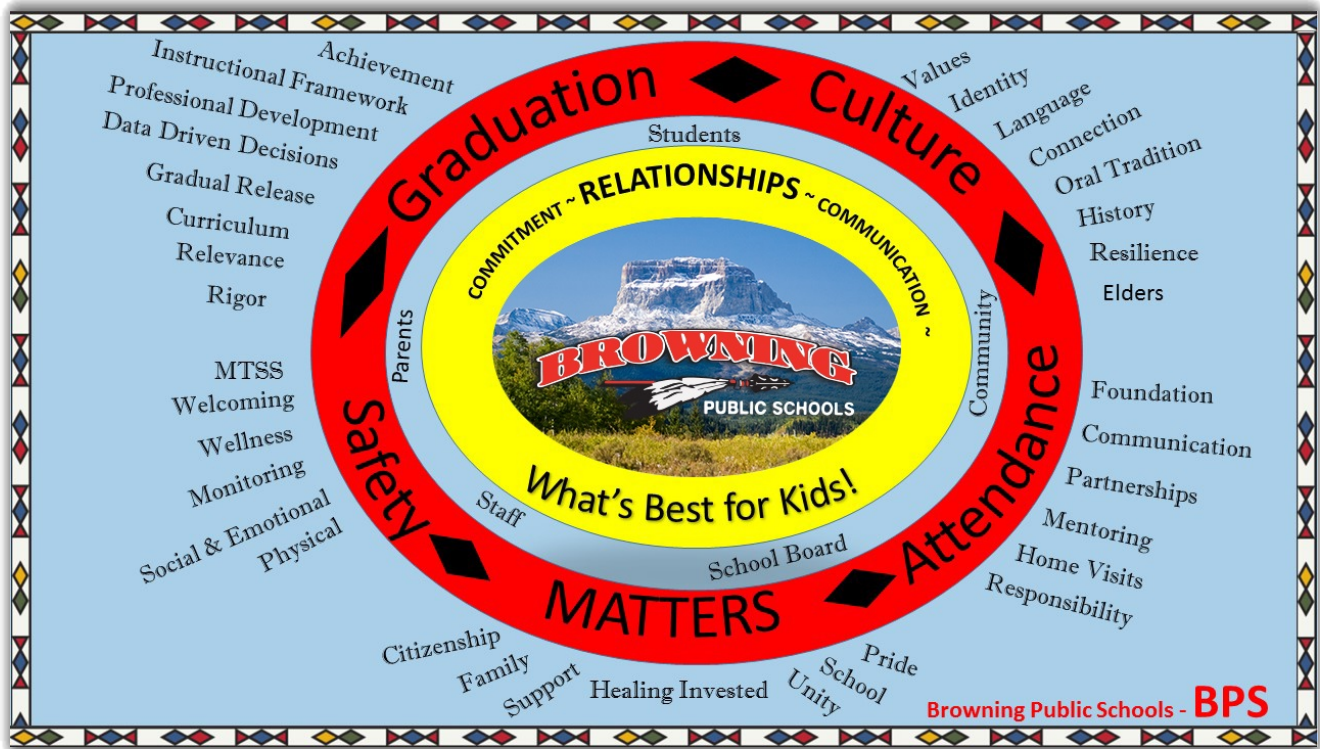 Achievement
Instructional Framework
Professional Development
Data Driven Decisions
Gradual Release
Curriculum
Relevance
Rigor
Graduation
Culture
Values
Identity
Language
Connection
Oral Tradition
History
Resilience
Elders
Students
COMMITMENT ~ RELATIONSHIPS ~ COMMUNICATION ~
Parents
Community
BROWNING
PUBLIC SCHOOLS
What's Best for Kids!
Staff
School Board
MTSS
Welcoming
Wellness
Monitoring
Social & Emotional
Physical
Safety
MATTERS
Attendance
Foundation
Communication
Partnerships
Mentoring
Home Visits
Responsibility
Citizenship
Family
Support
Healing Invested
Unity
School
Pride
Browning Public Schools - BPS